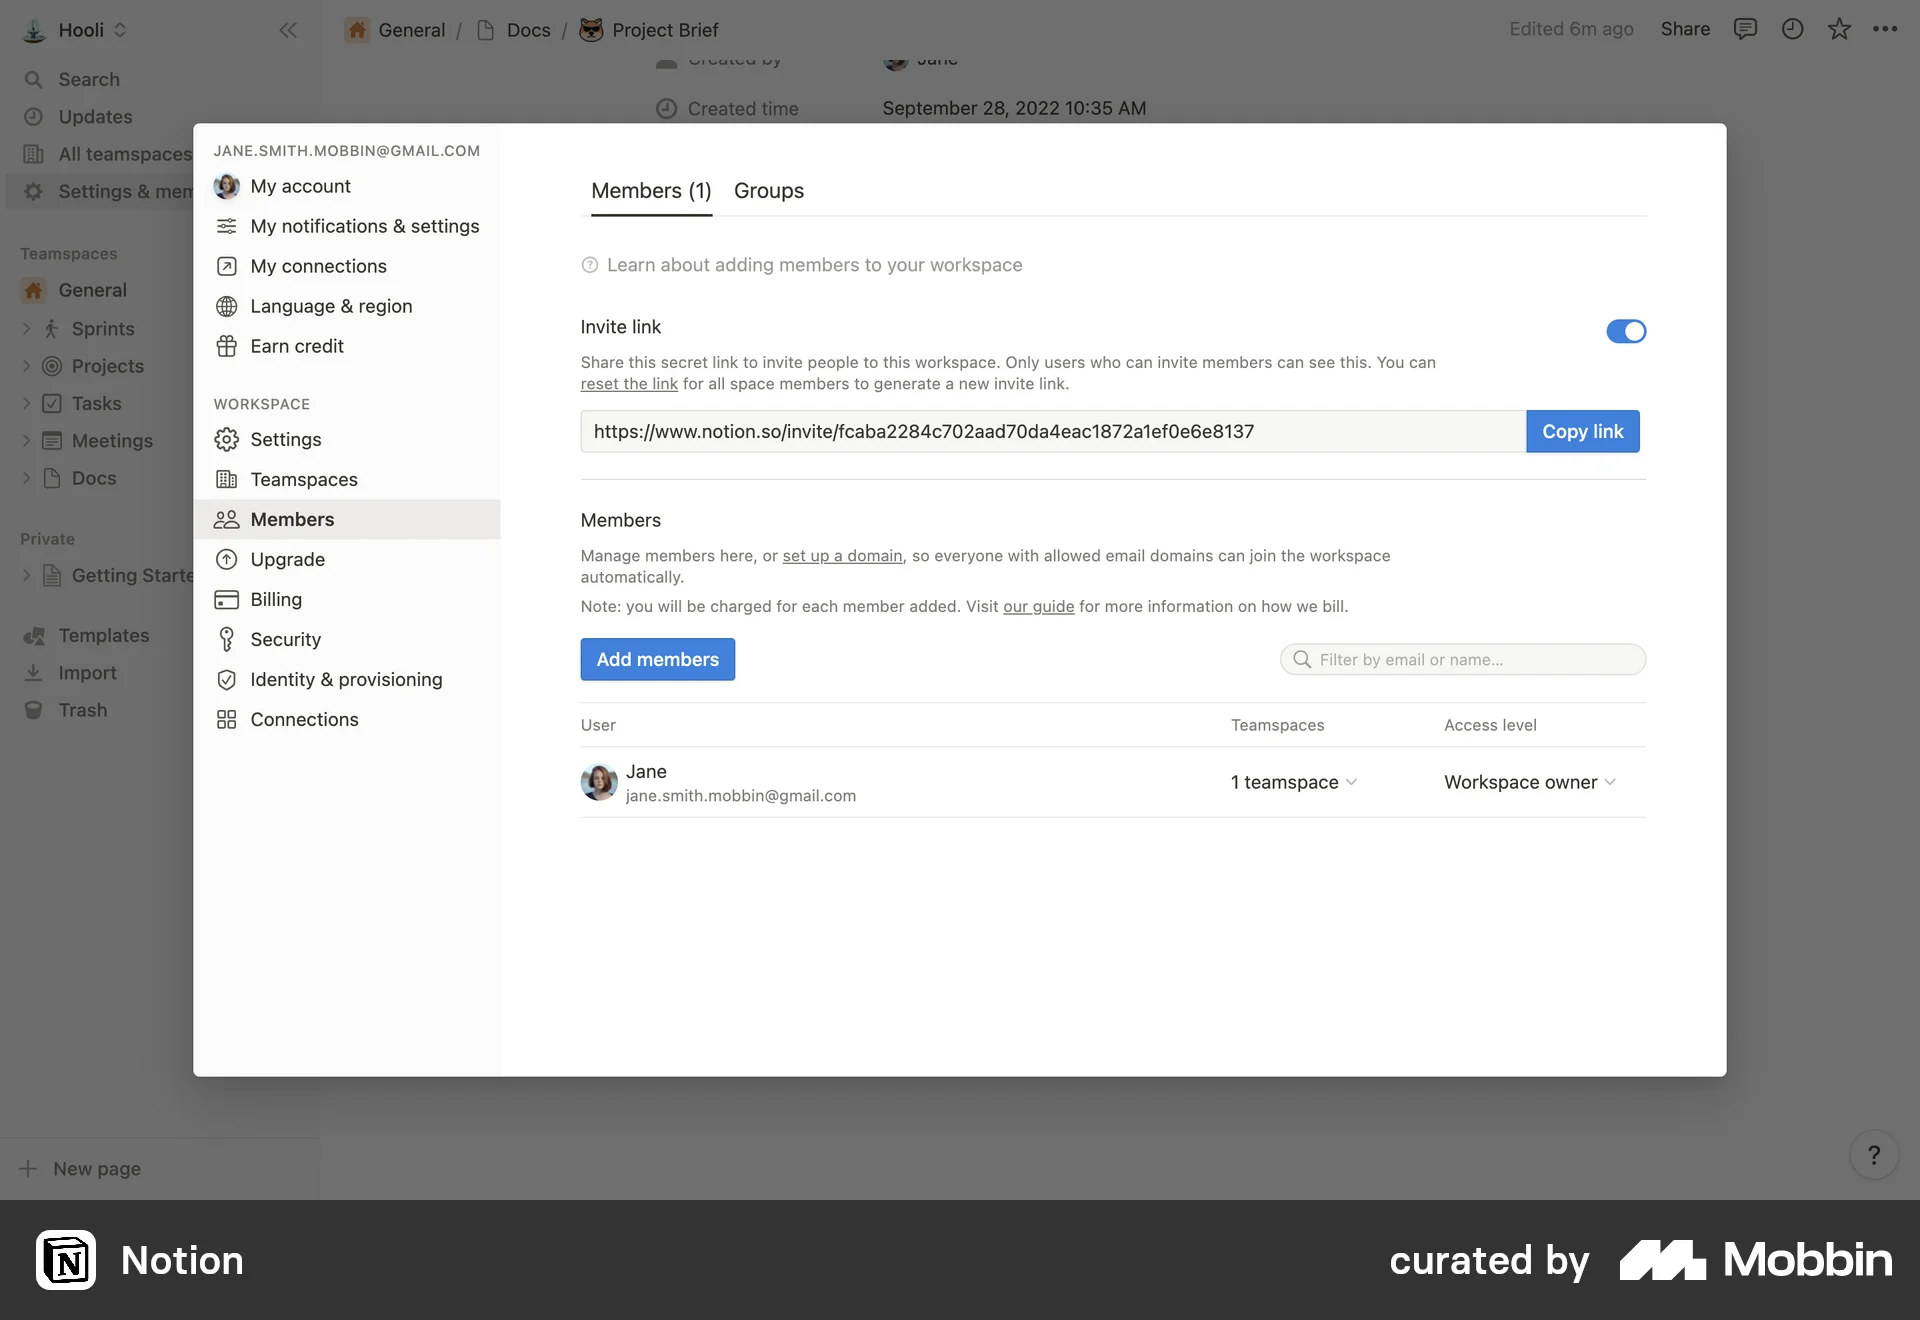 Hooli
General / Docs / Project Brief
Edited 6m ago
Share
Search
Updates
All teamspaces
Settings & mem
Teamspaces
General
Sprints
Projects
Tasks
Meetings
Docs
Private
Getting Starte
Templates
Import
Trash
New page
Created by
Jane
Created time
September 28, 2022 10:35 AM
JANE.SMITH.MOBBIN@GMAIL.COM
My account
My notifications & settings
My connections
Language & region
Earn credit
WORKSPACE
Settings
Teamspaces
Members
Upgrade
Billing
Security
Identity & provisioning
Connections
Members (1)
Groups
Learn about adding members to your workspace
Invite link
Share this secret link to invite people to this workspace. Only users who can invite members can see this. You can
reset the link for all space members to generate a new invite link.
https://www.notion.so/invite/fcaba2284c702aad70da4eac1872a1ef0e6e8137
Copy link
Members
Manage members here, or set up a domain, so everyone with allowed email domains can join the workspace
automatically.
Note: you will be charged for each member added. Visit our guide for more information on how we bill.
Add members
Filter by email or name...
User
Teamspaces
Access level
Jane
jane.smith.mobbin@gmail.com
1 teamspace
Workspace owner
?
Notion
curated by
Mobbin